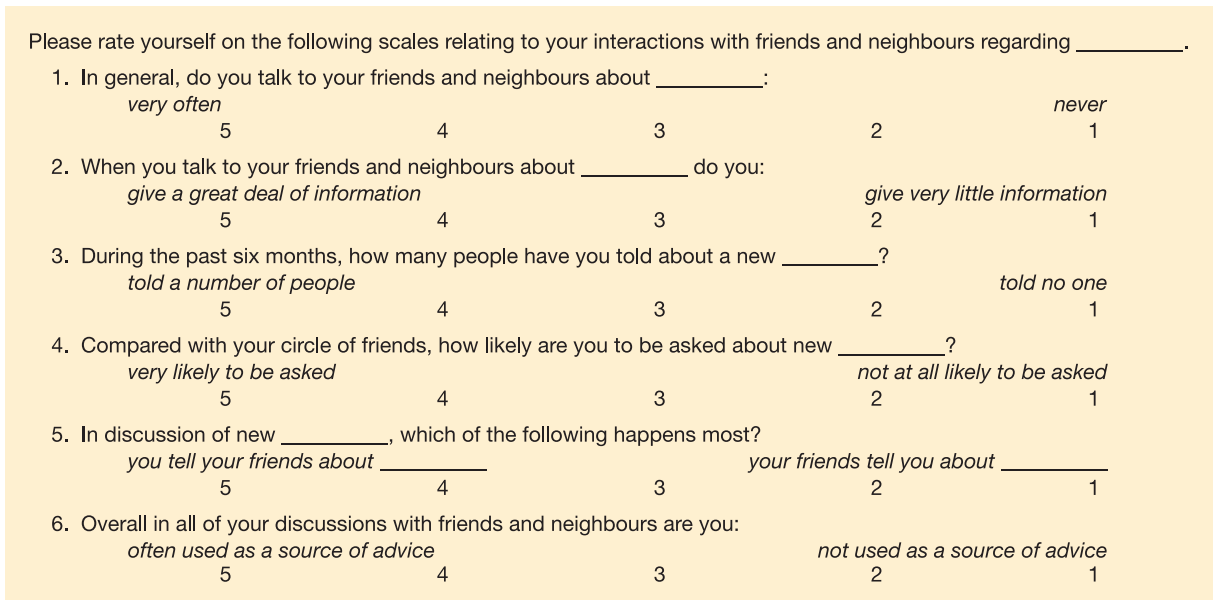 Please rate yourself on the following scales relating to your interactions with friends and neighbours regarding __________.
1. In general, do you talk to your friends and neighbours about __________:
very often never
5 4 3 2 1
2. When you talk to your friends and neighbours about __________ do you:
give a great deal of information give very little information
5 4 3 2 1
3. During the past six months, how many people have you told about a new _________?
told a number of people told no one
5 4 3 2 1
4. Compared with your circle of friends, how likely are you to be asked about new __________?
very likely to be asked not at all likely to be asked
5 4 3 2 1
5. In discussion of new __________, which of the following happens most?
you tell your friends about __________ your friends tell you about __________
5 4 3 2 1
6. Overall in all of your discussions with friends and neighbours are you:
often used as a source of advice not used as a source of advice
5 4 3 2 1